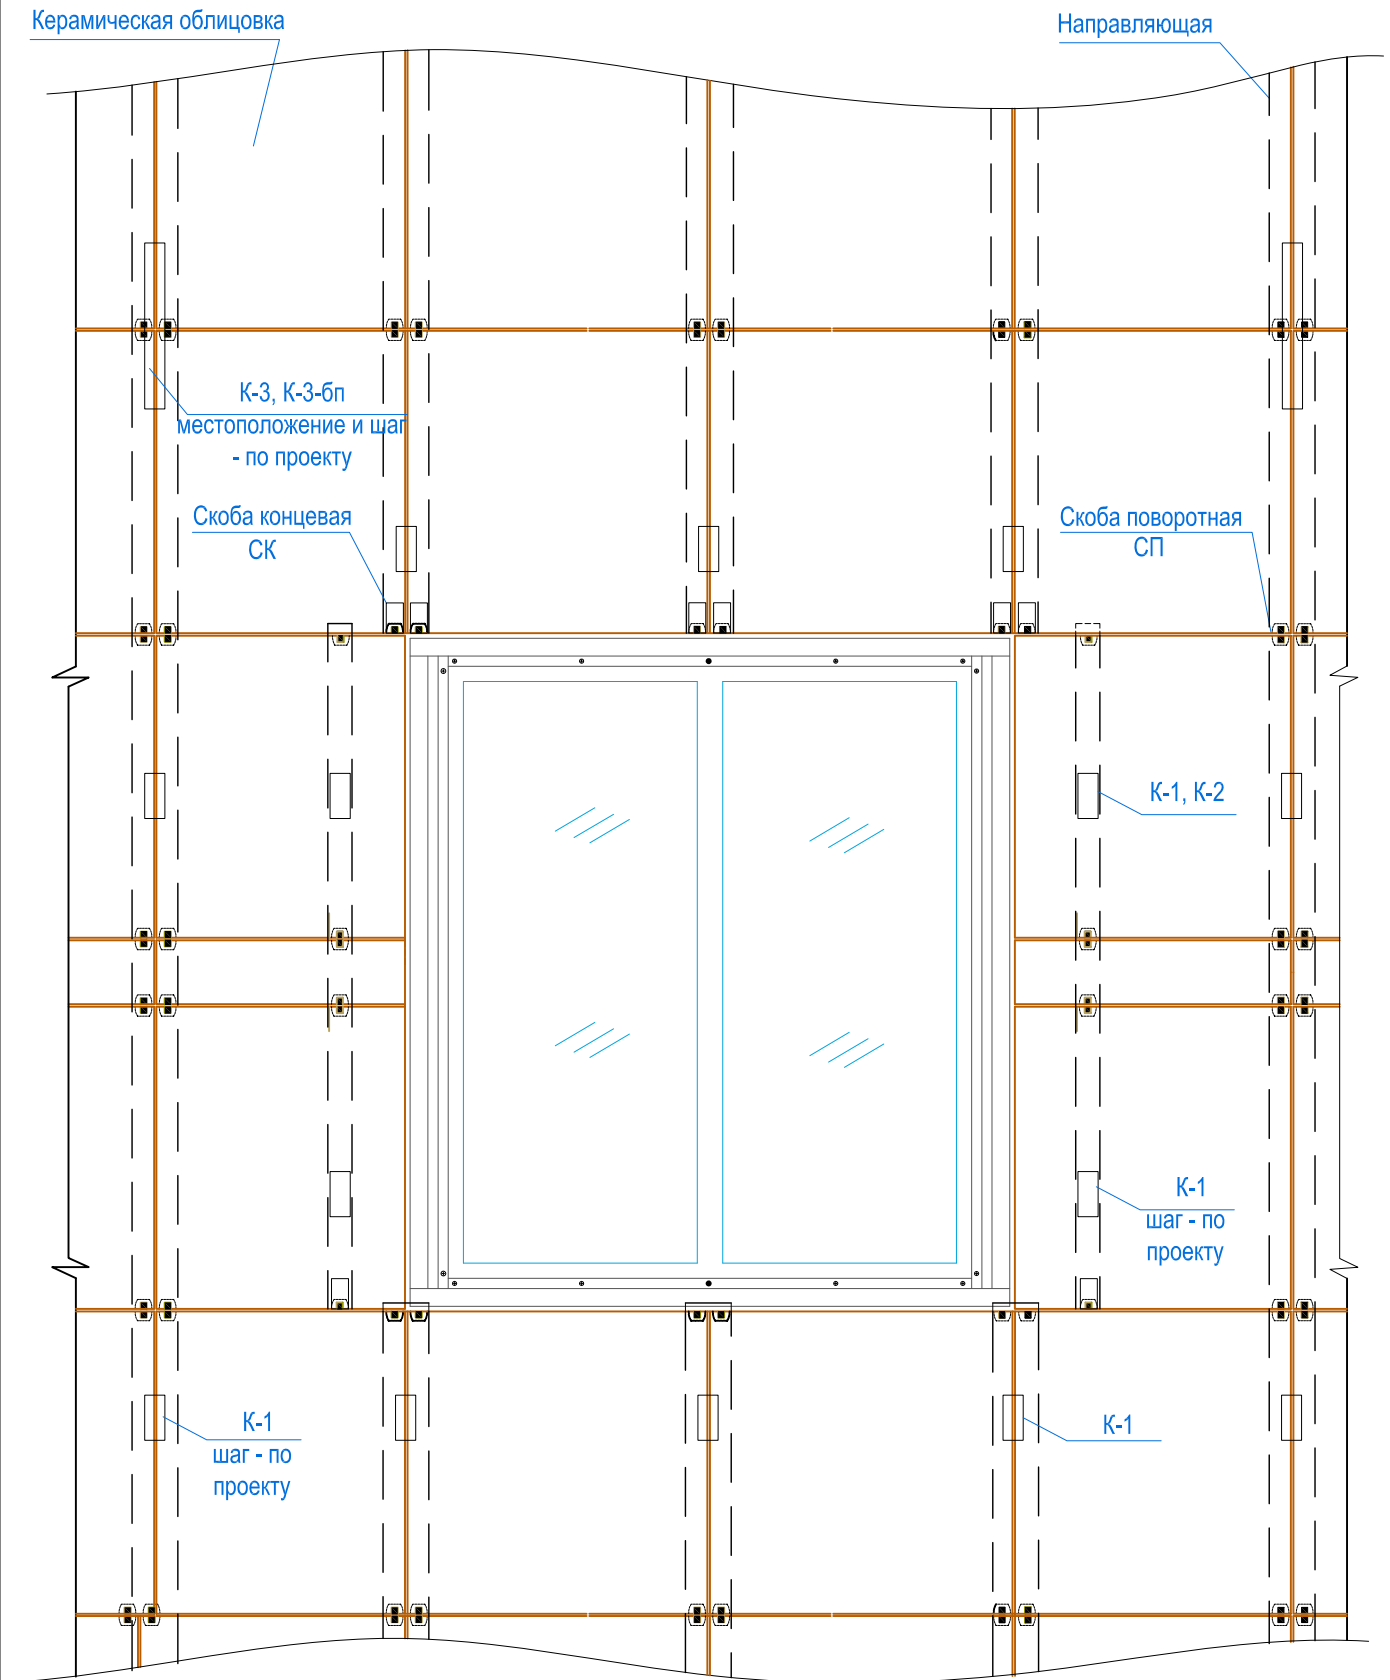 Керамическая облицовка
Направляющая
К-3, К-3-бп
местоположение и шаг
- по проекту
Скоба концевая
СК
Скоба поворотная
СП
К-1, К-2
К-1
шаг - по
проекту
К-1
шаг - по
проекту
К-1